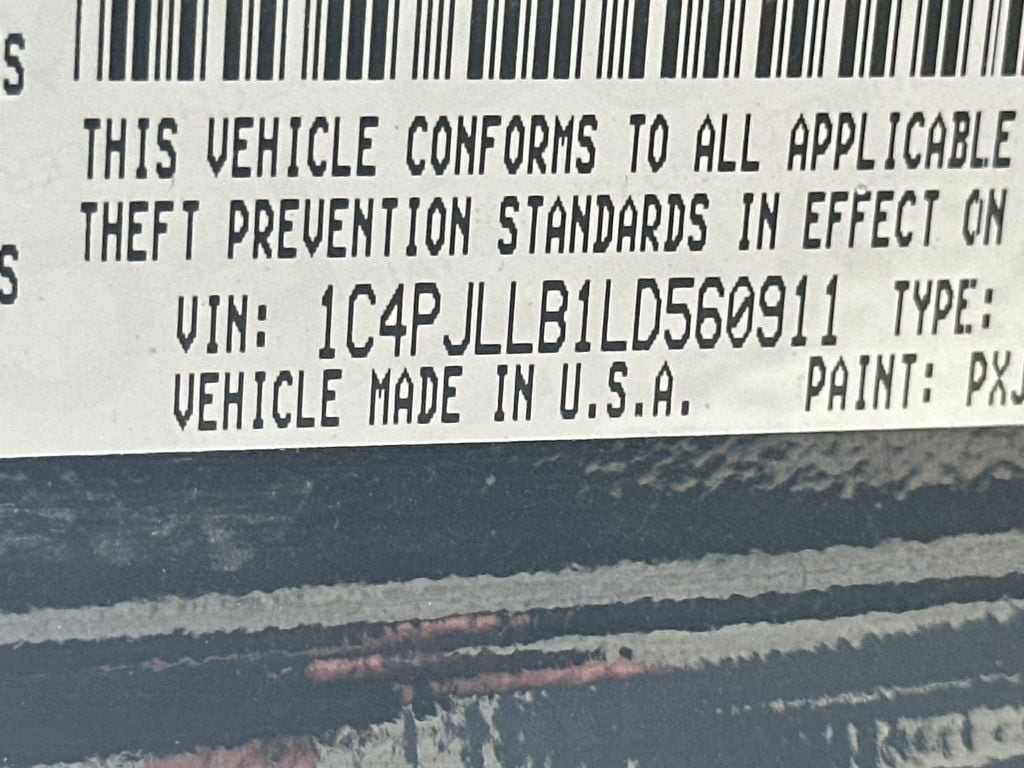 S
THIS VEHICLE CONFORMS TO ALL APPLICABLE
THEFT PREVENTION STANDARDS IN EFFECT ON
S
VIN: 1C4PJLLB1LD560911 TYPE:
VEHICLE MADE IN U.S.A. PAINT: PXJ